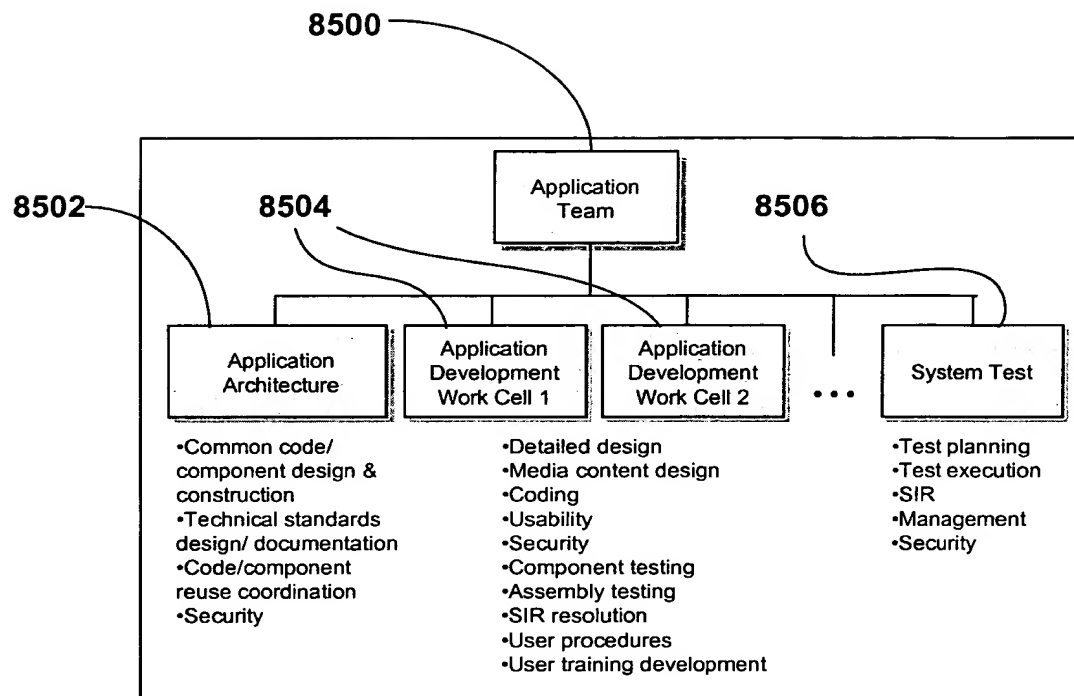 8500
Application
Team
8502
8504
8506
Application
Architecture
Application
Development
Work Cell 1
Application
Development
Work Cell 2
...
System Test
•Common code/
component design &
construction
•Technical standards
design/ documentation
•Code/component
reuse coordination
•Security
•Detailed design
•Media content design
•Coding
•Usability
•Security
•Component testing
•Assembly testing
•SIR resolution
•User procedures
•User training development
•Test planning
•Test execution
•SIR
•Management
•Security